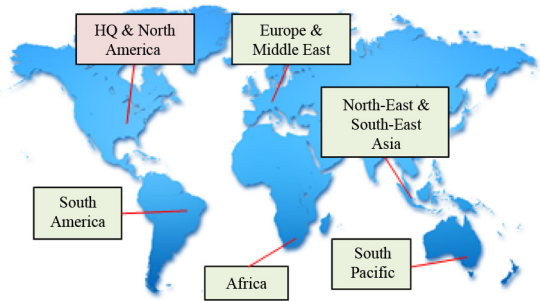 HQ & North
America
Europe &
Middle East
North-East &
South-East
Asia
South
America
Africa
South
Pacific